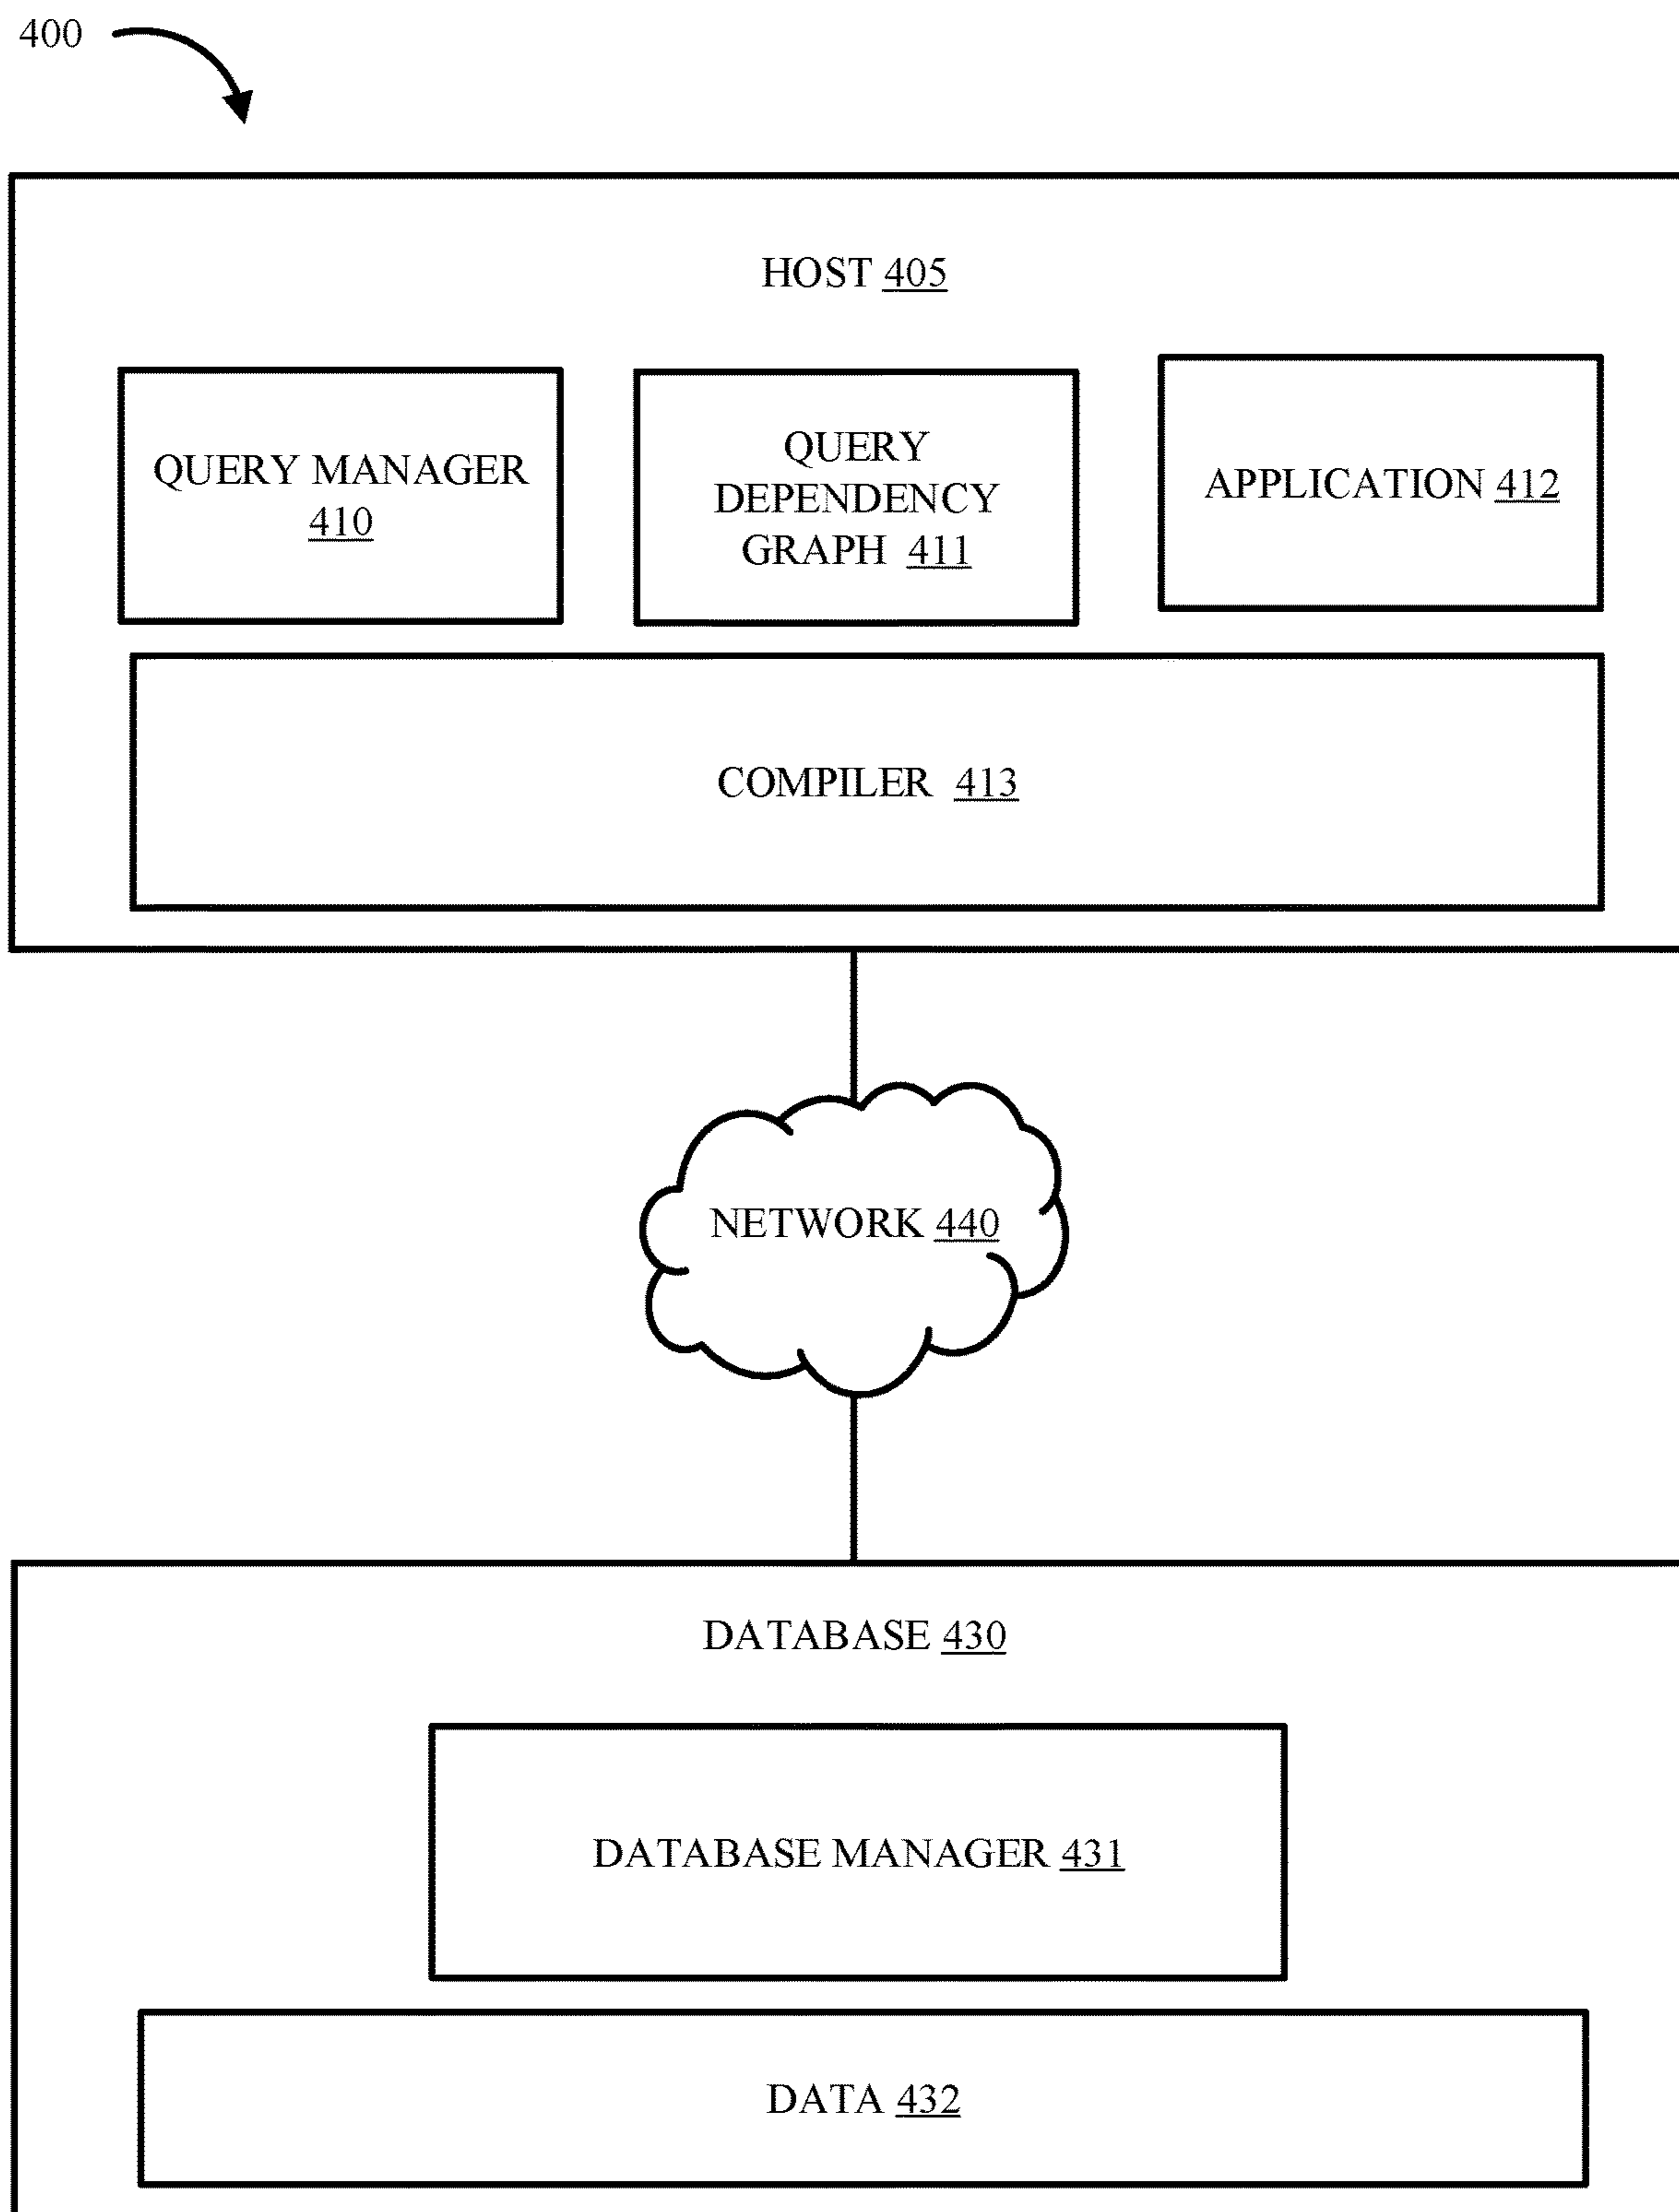 400
HOST 405
QUERY MANAGER
410
QUERY
DEPENDENCY
GRAPH 411
APPLICATION 412
COMPILER 413
NETWORK 440
DATABASE 430
DATABASE MANAGER 431
DATA 432